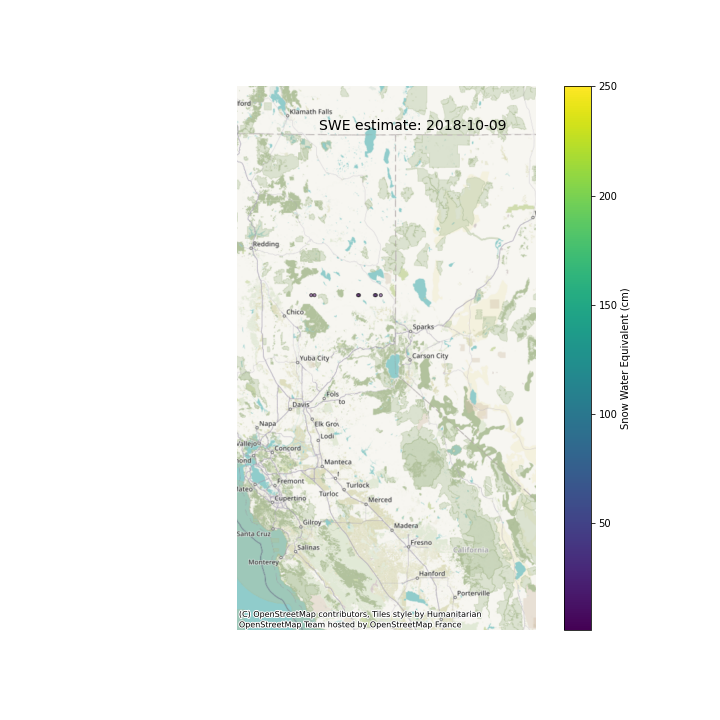 ford
Klamath Falls
SWE estimate: 2018-10-09
Redding
Chico
Sparks
Yuba City
Carson City
Fols
to
Davis
Napa
Elk Gro
Lodi
Vallejo
Concord
ond
Manteca
Fremont
Turlock
ateo
Cupertino
Turloc
Merced
Gilroy
Madera
Santa Cruz
Salinas
Fresno
California
Monterey
Hanford
Porterville
(C) OpenStreetMap contributors, Tiles style by Humanitarian
OpenStreetMap Team hosted by OpenStreetMap France
250
200
150
100
50
Snow Water Equivalent (cm)